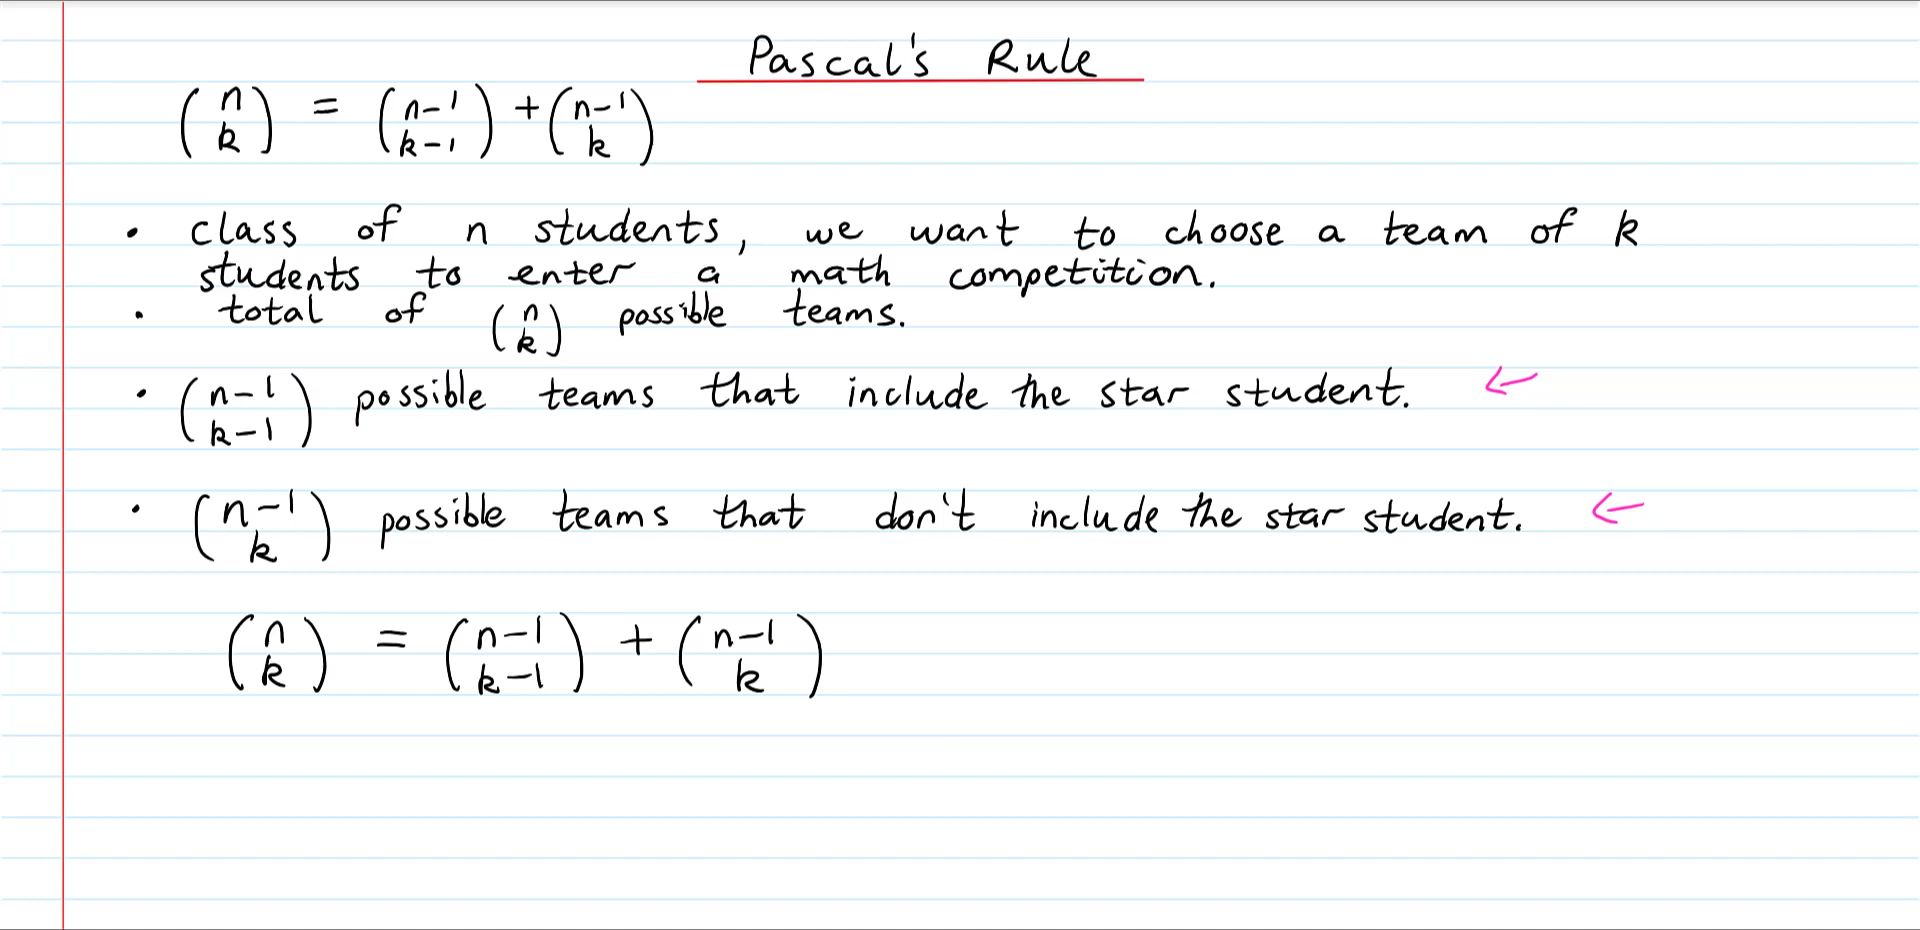 Pascal's Rule
(n k) = (n-1 k-1) + (n-1 k)
• class of n students, we want to choose a team of k
students to enter a math competition.
• total of (n k) possible teams.
• (n-1 k-1) possible teams that include the star student. ←
• (n-1 k) possible teams that don't include the star student. ←
(n k) = (n-1 k-1) + (n-1 k)